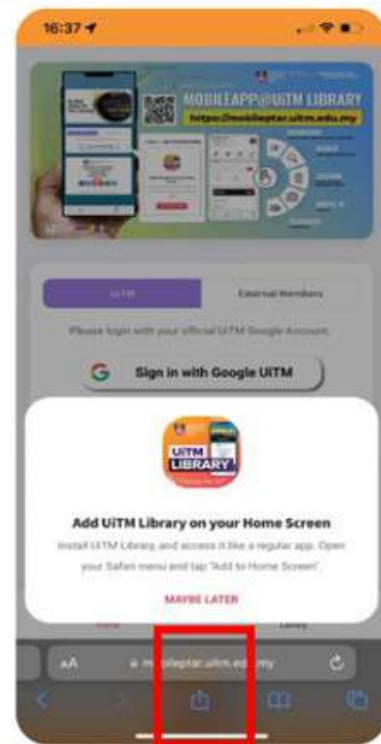 16:37
MOBILEAPP@UiTM LIBRARY
https://mobileptar.uitm.edu.my
UiTM
External Members
Please login with your official UiTM Google Account.
G Sign in with Google UiTM
UiTM
LIBRARY
Add UiTM Library on your Home Screen
Install UiTM Library, and access it like a regular app. Open
your Safari menu and tap "Add to Home Screen".
MAYBE LATER
Home
Library
AA
mobileptar.uitm.edu.my